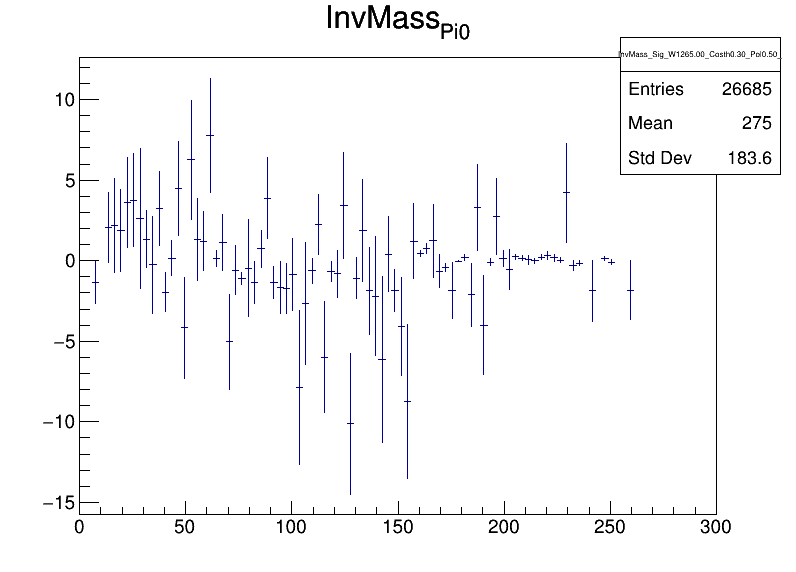 InvMass_Pi0
InvMass_Sig_W1265.00_Costh0.30_Pol0.50_
Entries 26685
Mean 275
Std Dev 183.6
10
5
0
−5
−10
−15
0 50 100 150 200 250 300